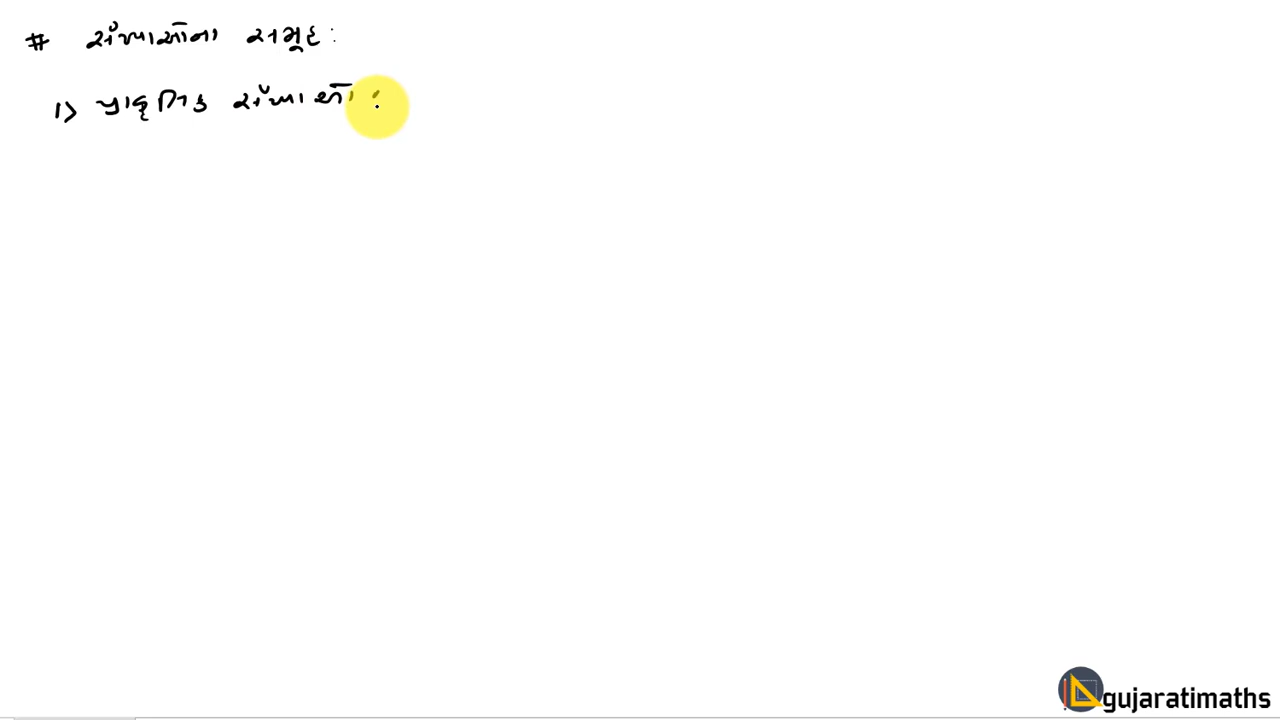 # સંખ્યાઓના સમૂહ :
1> પ્રાકૃતિક સંખ્યાઓ :
gujaratimaths